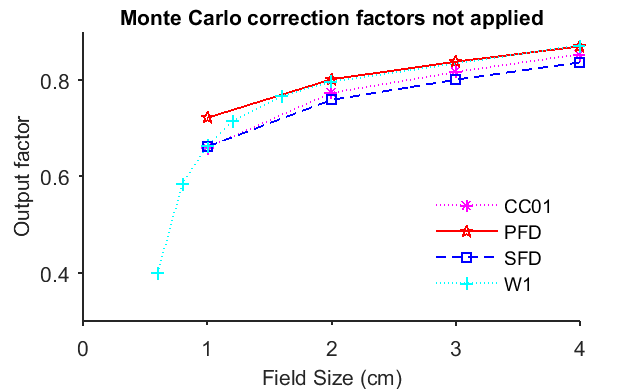 Monte Carlo correction factors not applied
Output factor
0.8
0.6
0.4
CC01
PFD
SFD
W1
0 1 2 3 4
Field Size (cm)